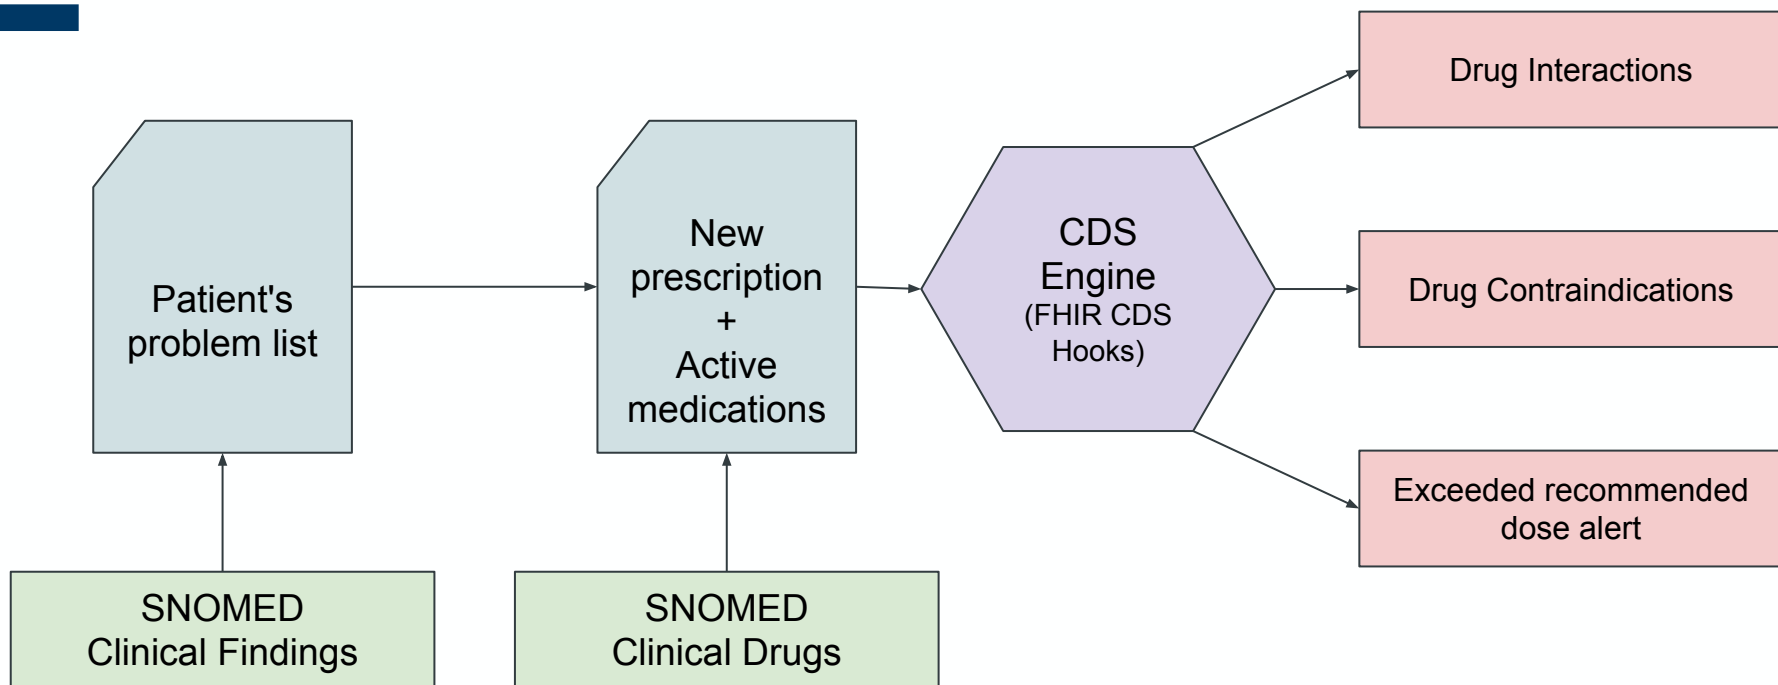 Patient's
problem list
New
prescription
+
Active
medications
CDS
Engine
(FHIR CDS
Hooks)
Drug Interactions
Drug Contraindications
Exceeded recommended
dose alert
SNOMED
Clinical Findings
SNOMED
Clinical Drugs